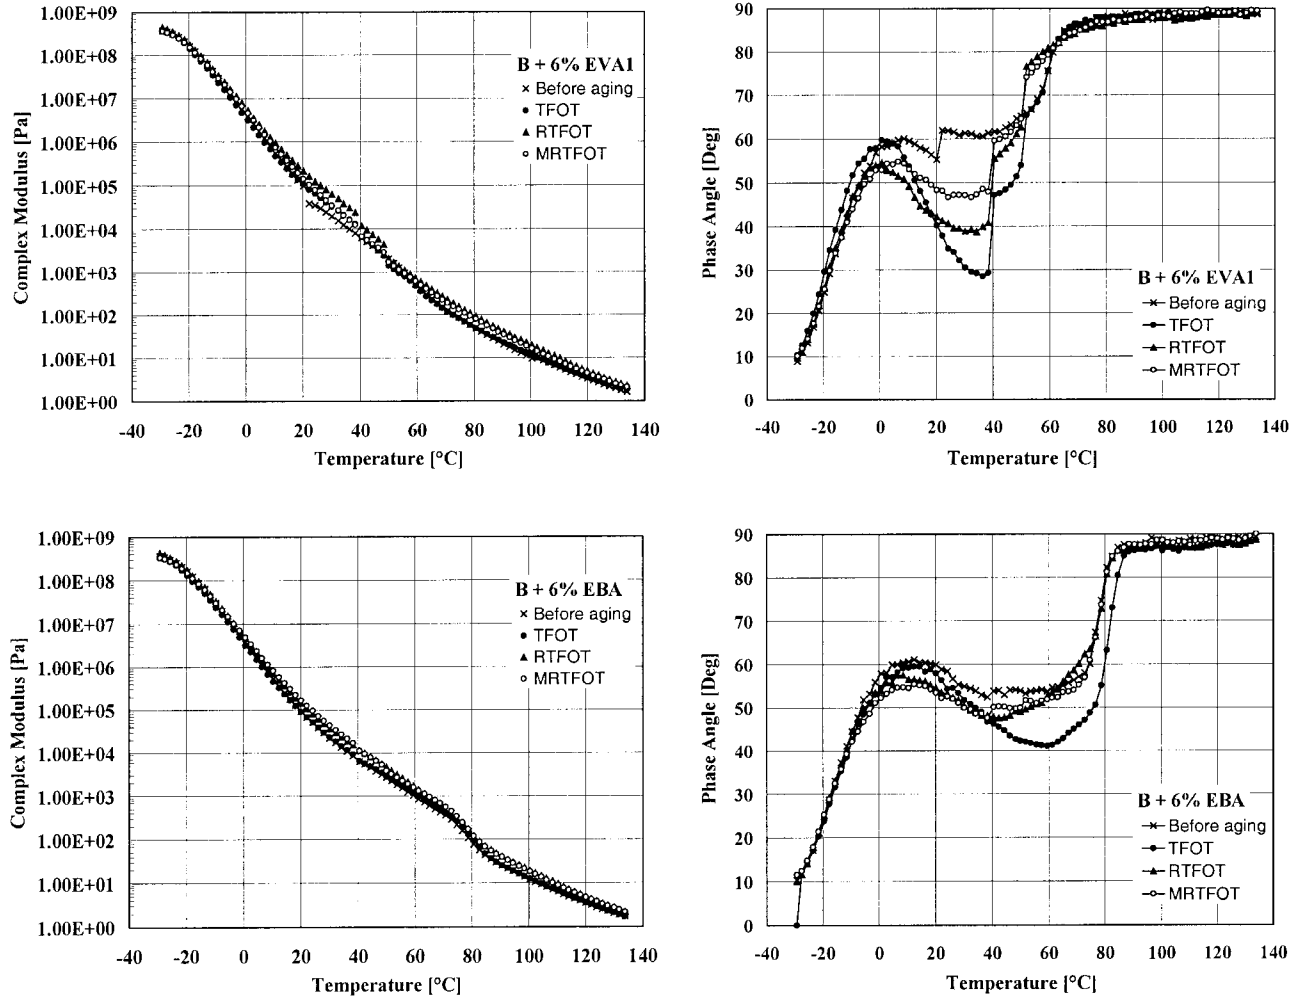 1.00E+09
1.00E+08
1.00E+07
1.00E+06
1.00E+05
1.00E+04
1.00E+03
1.00E+02
1.00E+01
1.00E+00
Complex Modulus [Pa]
B + 6% EVA1
Before aging
TFOT
RTFOT
MRTFOT
-40 -20 0 20 40 60 80 100 120 140
Temperature [°C]
90
80
70
60
50
40
30
20
10
0
Phase Angle [Deg]
B + 6% EVA1
Before aging
TFOT
RTFOT
MRTFOT
-40 -20 0 20 40 60 80 100 120 140
Temperature [°C]
1.00E+09
1.00E+08
1.00E+07
1.00E+06
1.00E+05
1.00E+04
1.00E+03
1.00E+02
1.00E+01
1.00E+00
Complex Modulus [Pa]
B + 6% EBA
Before aging
TFOT
RTFOT
MRTFOT
-40 -20 0 20 40 60 80 100 120 140
Temperature [°C]
90
80
70
60
50
40
30
20
10
0
Phase Angle [Deg]
B + 6% EBA
Before aging
TFOT
RTFOT
MRTFOT
-40 -20 0 20 40 60 80 100 120 140
Temperature [°C]